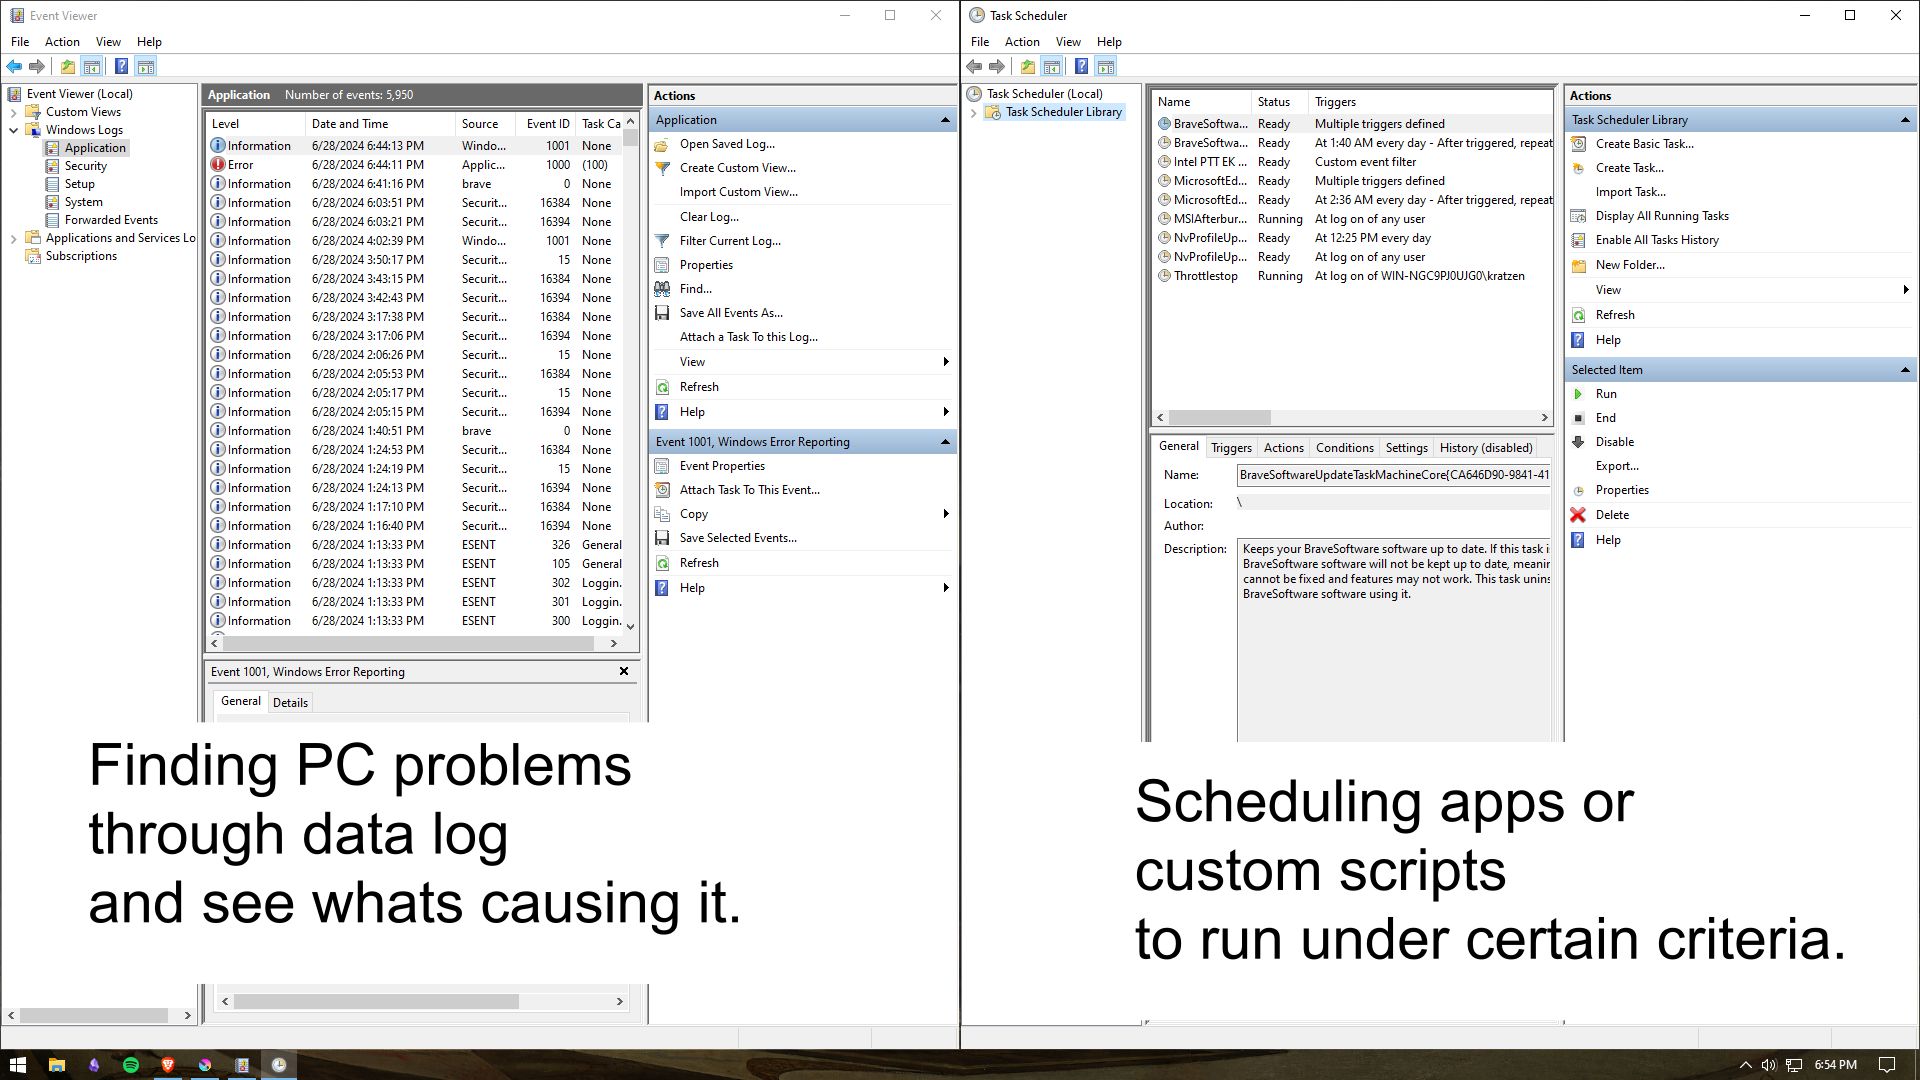 Event Viewer
File Action View Help
Event Viewer (Local)
Custom Views
Windows Logs
Application
Security
Setup
System
Forwarded Events
Applications and Services Lo
Subscriptions
Application Number of events: 5,950
Level Date and Time Source Event ID Task Ca
Information 6/28/2024 6:44:13 PM Windo... 1001 None
Error 6/28/2024 6:44:11 PM Applic... 1000 (100)
Information 6/28/2024 6:41:16 PM brave 0 None
Information 6/28/2024 6:03:51 PM Securit... 16384 None
Information 6/28/2024 6:03:21 PM Securit... 16394 None
Information 6/28/2024 4:02:39 PM Windo... 1001 None
Information 6/28/2024 3:50:17 PM Securit... 15 None
Information 6/28/2024 3:43:15 PM Securit... 16384 None
Information 6/28/2024 3:42:43 PM Securit... 16394 None
Information 6/28/2024 3:17:38 PM Securit... 16384 None
Information 6/28/2024 3:17:06 PM Securit... 16394 None
Information 6/28/2024 2:06:26 PM Securit... 15 None
Information 6/28/2024 2:05:53 PM Securit... 16384 None
Information 6/28/2024 2:05:17 PM Securit... 15 None
Information 6/28/2024 2:05:15 PM Securit... 16394 None
Information 6/28/2024 1:40:51 PM brave 0 None
Information 6/28/2024 1:24:53 PM Securit... 16384 None
Information 6/28/2024 1:24:19 PM Securit... 15 None
Information 6/28/2024 1:24:13 PM Securit... 16394 None
Information 6/28/2024 1:17:10 PM Securit... 16384 None
Information 6/28/2024 1:16:40 PM Securit... 16394 None
Information 6/28/2024 1:13:33 PM ESENT 326 General
Information 6/28/2024 1:13:33 PM ESENT 105 General
Information 6/28/2024 1:13:33 PM ESENT 302 Loggin.
Information 6/28/2024 1:13:33 PM ESENT 301 Loggin.
Information 6/28/2024 1:13:33 PM ESENT 300 Loggin.
Event 1001, Windows Error Reporting
General Details
Actions
Application
Open Saved Log...
Create Custom View...
Import Custom View...
Clear Log...
Filter Current Log...
Properties
Find...
Save All Events As...
Attach a Task To this Log...
View
Refresh
Help
Event 1001, Windows Error Reporting
Event Properties
Attach Task To This Event...
Copy
Save Selected Events...
Refresh
Help
Finding PC problems
through data log
and see whats causing it.
Task Scheduler
File Action View Help
Task Scheduler (Local)
Task Scheduler Library
Name Status Triggers
BraveSoftwa... Ready Multiple triggers defined
BraveSoftwa... Ready At 1:40 AM every day - After triggered, repeat
Intel PTT EK ... Ready Custom event filter
MicrosoftEd... Ready Multiple triggers defined
MicrosoftEd... Ready At 2:36 AM every day - After triggered, repeat
MSIAfterbur... Running At log on of any user
NvProfileUp... Ready At 12:25 PM every day
NvProfileUp... Ready At log on of any user
Throttlestop Running At log on of WIN-NGC9PJ0UJG0\kratzen
General Triggers Actions Conditions Settings History (disabled)
Name: BraveSoftwareUpdateTaskMachineCore{CA646D90-9841-41
Location: \
Author:
Description: Keeps your BraveSoftware software up to date. If this task i
BraveSoftware software will not be kept up to date, meanin
cannot be fixed and features may not work. This task unins
BraveSoftware software using it.
Actions
Task Scheduler Library
Create Basic Task...
Create Task...
Import Task...
Display All Running Tasks
Enable All Tasks History
New Folder...
View
Refresh
Help
Selected Item
Run
End
Disable
Export...
Properties
Delete
Help
Scheduling apps or
custom scripts
to run under certain criteria.
6:54 PM